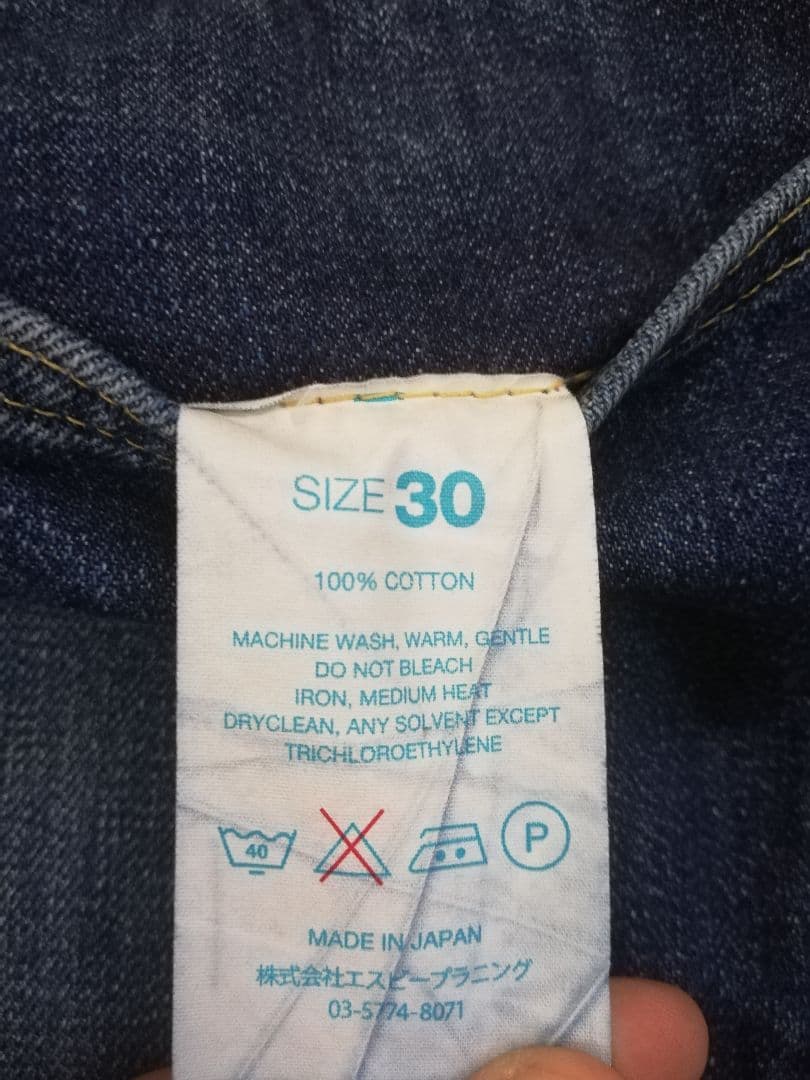 SIZE 30
100% COTTON
MACHINE WASH, WARM, GENTLE
DO NOT BLEACH
IRON, MEDIUM HEAT
DRYCLEAN, ANY SOLVENT EXCEPT
TRICHLOROETHYLENE
40 P
MADE IN JAPAN
株式会社エスピープラニング
03-5774-8071